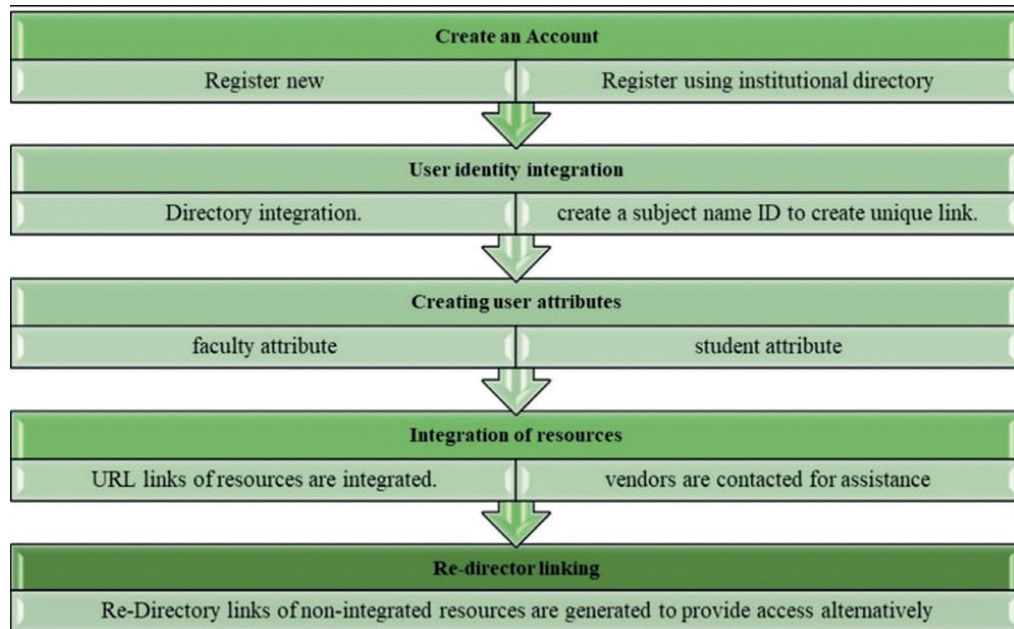 Create an Account
Register new
Register using institutional directory
User identity integration
Directory integration.
create a subject name ID to create unique link.
Creating user attributes
faculty attribute
student attribute
Integration of resources
URL links of resources are integrated.
vendors are contacted for assistance
Re-director linking
Re-Directory links of non-integrated resources are generated to provide access alternatively